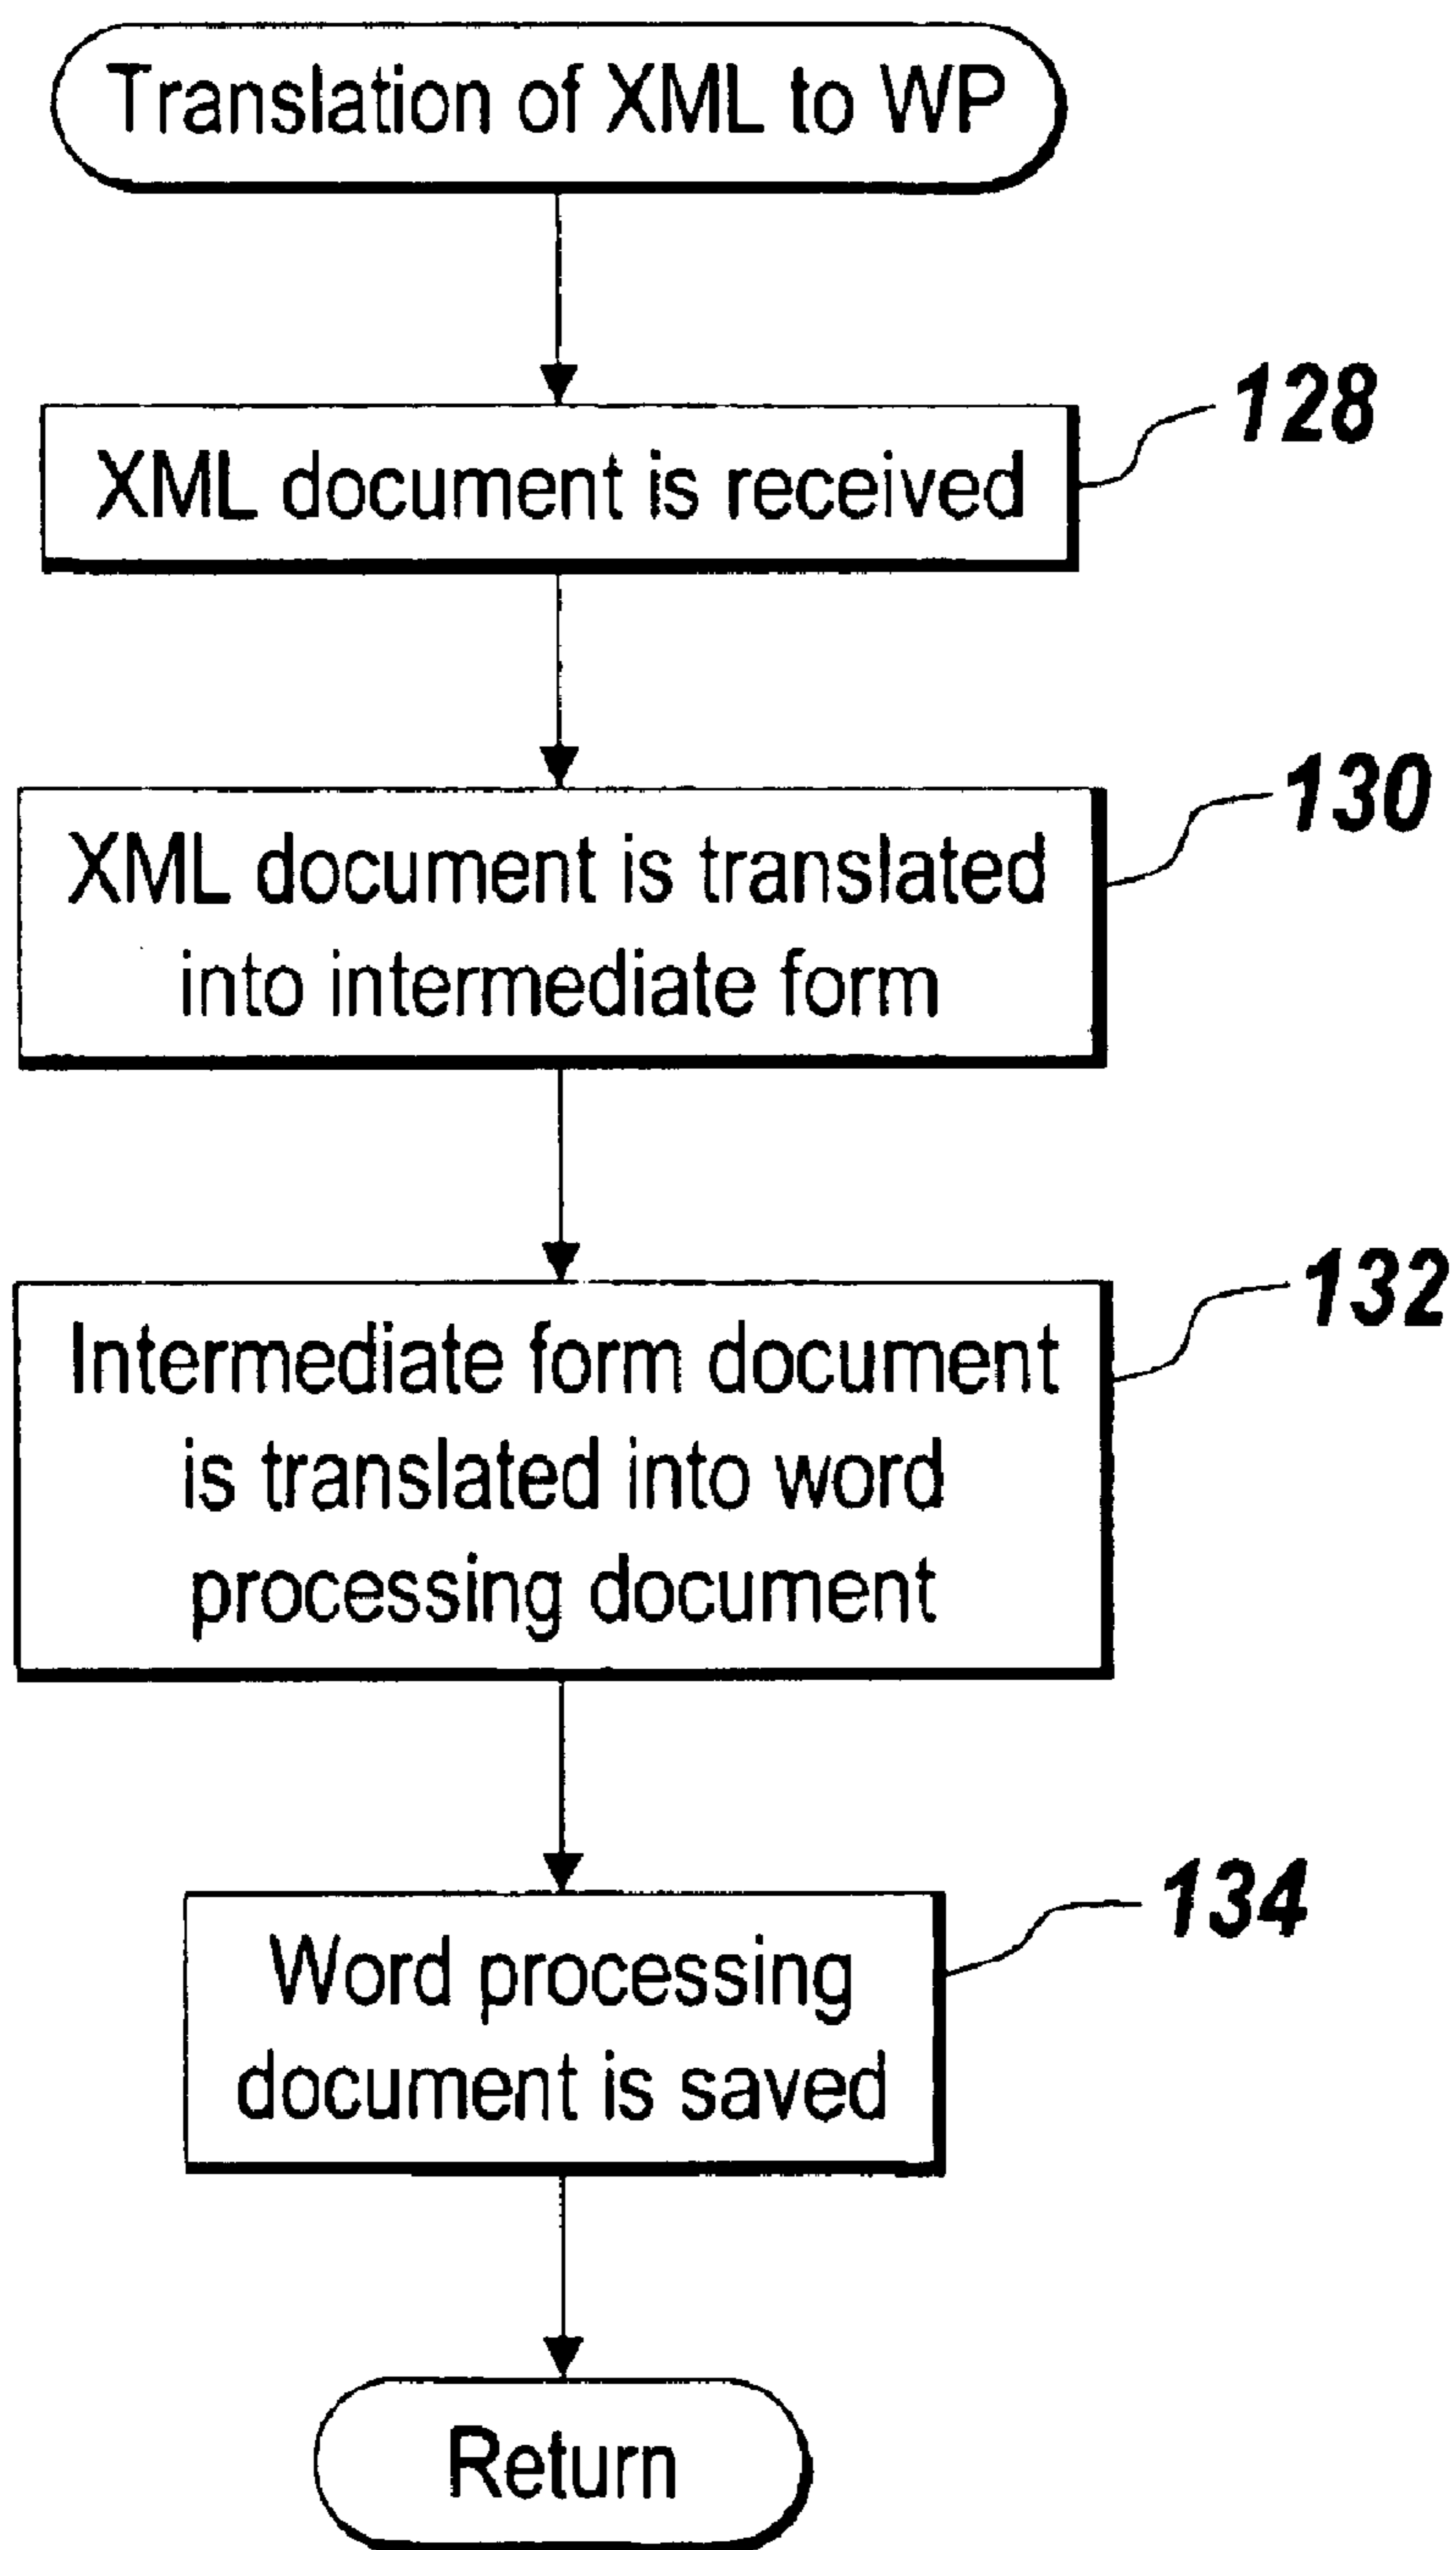 Translation of XML to WP
128
XML document is received
130
XML document is translated
into intermediate form
132
Intermediate form document
is translated into word
processing document
134
Word processing
document is saved
Return